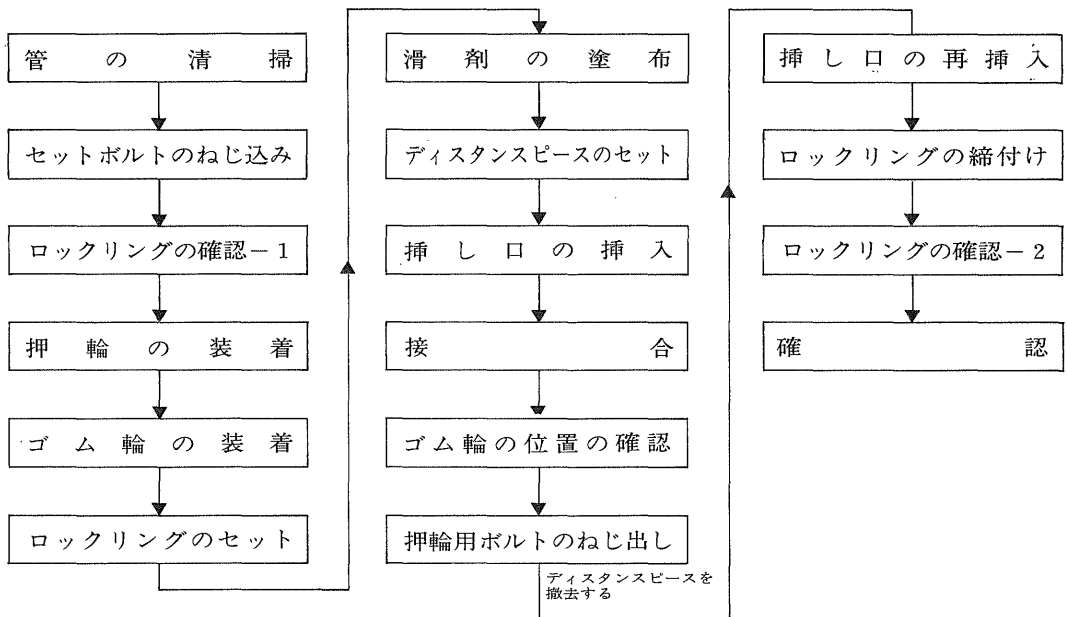 管の清掃
セットボルトのねじ込み
ロックリングの確認－1
押輪の装着
ゴム輪の装着
ロックリングのセット
滑剤の塗布
ディスタンスピースのセット
挿し口の挿入
接合
ゴム輪の位置の確認
押輪用ボルトのねじ出し
ディスタンスピースを
撤去する
挿し口の再挿入
ロックリングの締付け
ロックリングの確認－2
確認